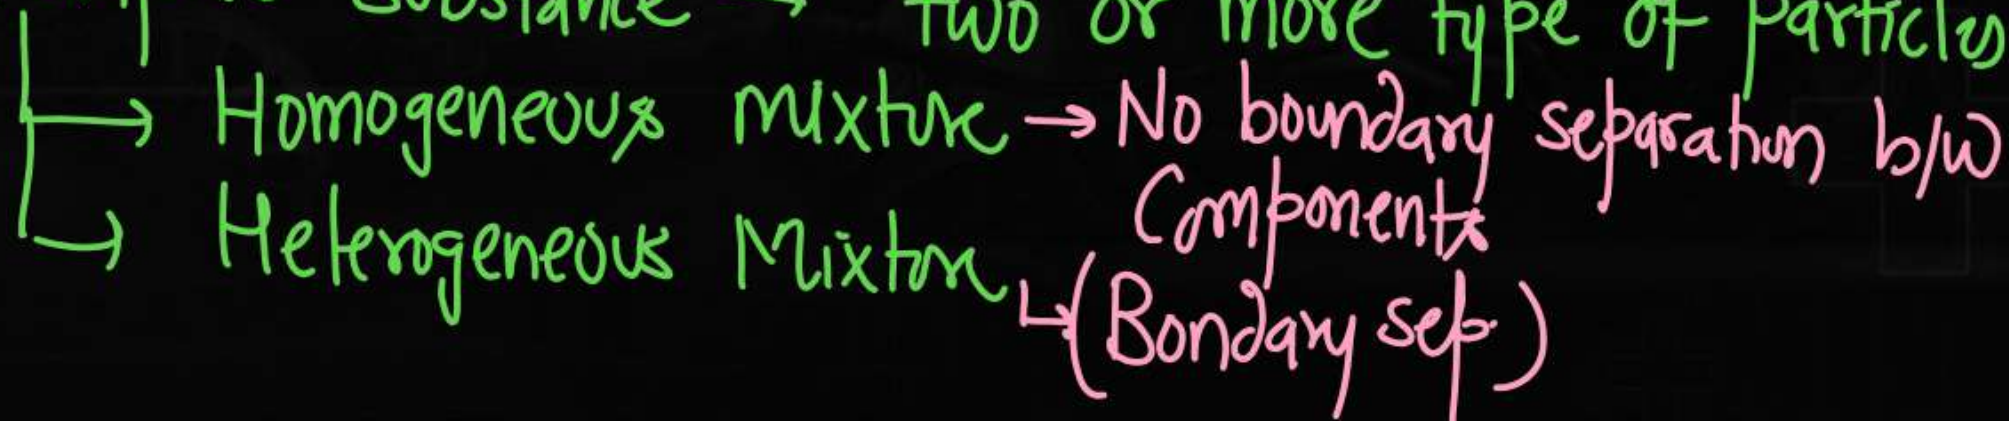 substance → two or more type of particles
→ Homogeneous mixture → No boundary separation b/w
Components
→ Heterogeneous Mixture
↳ (Bondary sep.)